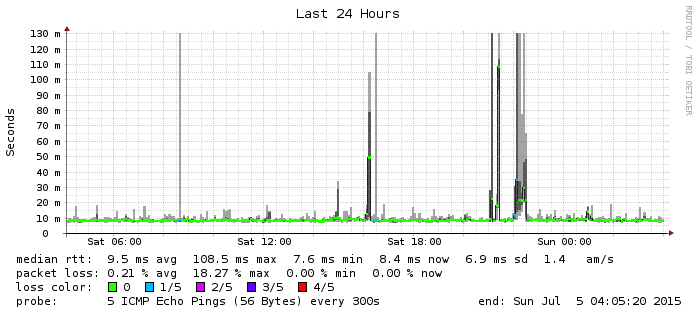 Last 24 Hours
RRDTOOL / TOBI OETIKER
Seconds
130 m
120 m
110 m
100 m
90 m
80 m
70 m
60 m
50 m
40 m
30 m
20 m
10 m
0
Sat 06:00 Sat 12:00 Sat 18:00 Sun 00:00
median rtt: 9.5 ms avg 108.5 ms max 7.6 ms min 8.4 ms now 6.9 ms sd 1.4 am/s
packet loss: 0.21 % avg 18.27 % max 0.00 % min 0.00 % now
loss color: 0 1/5 2/5 3/5 4/5
probe: 5 ICMP Echo Pings (56 Bytes) every 300s end: Sun Jul 5 04:05:20 2015